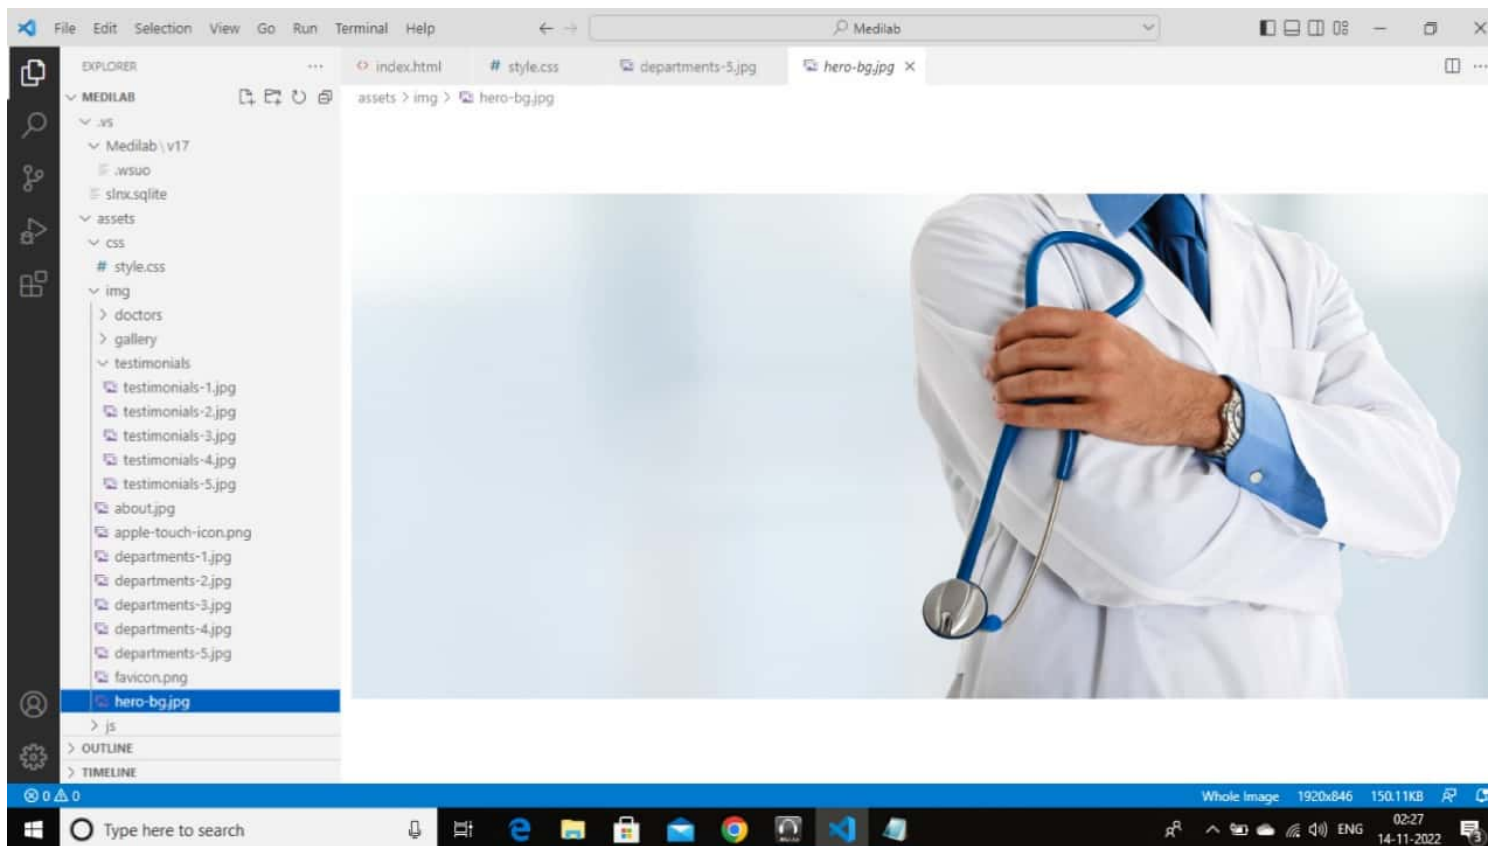 File Edit Selection View Go Run Terminal Help
Medilab
EXPLORER
index.html
style.css
departments-5.jpg
hero-bg.jpg
MEDILAB
assets > img > hero-bg.jpg
.vs
Medilab \ v17
.wsuo
slnx.sqlite
assets
css
# style.css
img
doctors
gallery
testimonials
testimonials-1.jpg
testimonials-2.jpg
testimonials-3.jpg
testimonials-4.jpg
testimonials-5.jpg
about.jpg
apple-touch-icon.png
departments-1.jpg
departments-2.jpg
departments-3.jpg
departments-4.jpg
departments-5.jpg
favicon.png
hero-bg.jpg
js
OUTLINE
TIMELINE
0 0
Whole Image 1920x846 150.11KB
Type here to search
ENG
02:27
14-11-2022
3